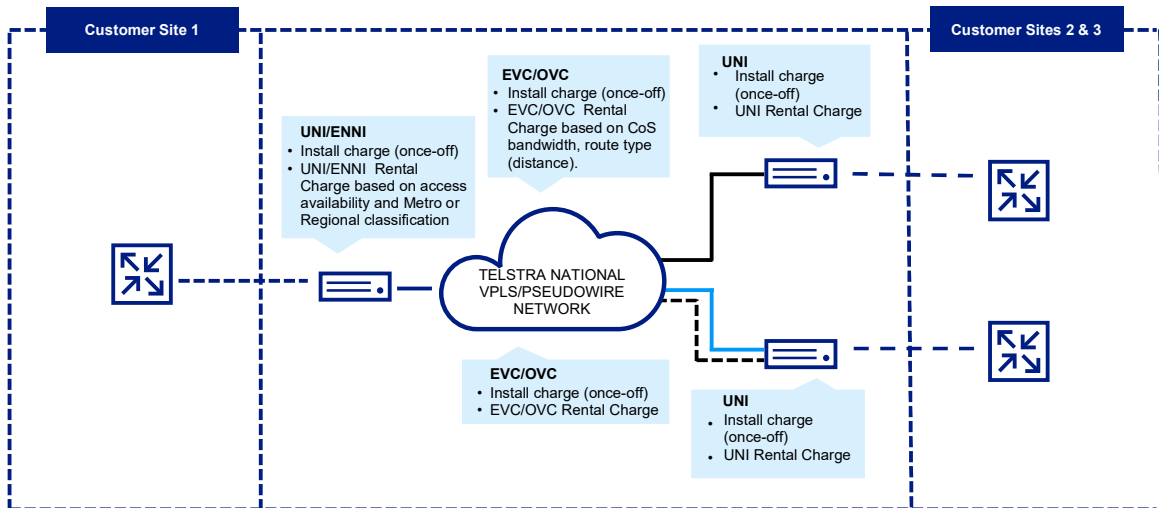 Customer Site 1
Customer Sites 2 & 3
UNI/ENNI
• Install charge (once-off)
• UNI/ENNI Rental
Charge based on access
availability and Metro or
Regional classification
EVC/OVC
• Install charge (once-off)
• EVC/OVC Rental
Charge based on CoS
bandwidth, route type
(distance).
UNI
• Install charge
(once-off)
• UNI Rental Charge
TELSTRA NATIONAL
VPLS/PSEUDOWIRE
NETWORK
EVC/OVC
• Install charge (once-off)
• EVC/OVC Rental Charge
UNI
• Install charge
(once-off)
• UNI Rental Charge